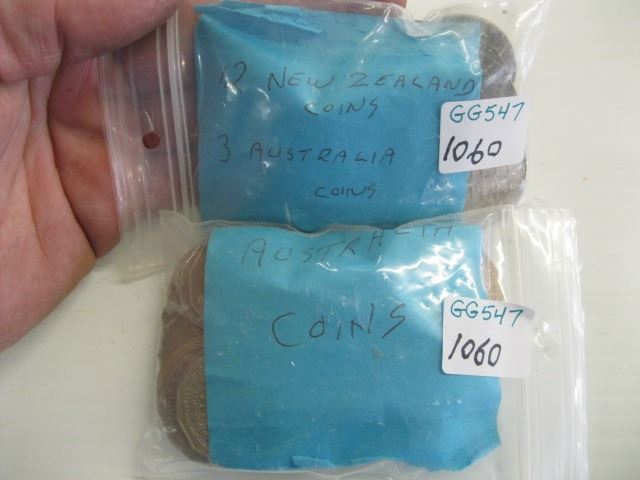 12 NEW ZEALAND
COINS
3 AUSTRALIA
COINS
GG547
1060
AUSTRALIA
COINS
GG547
1060